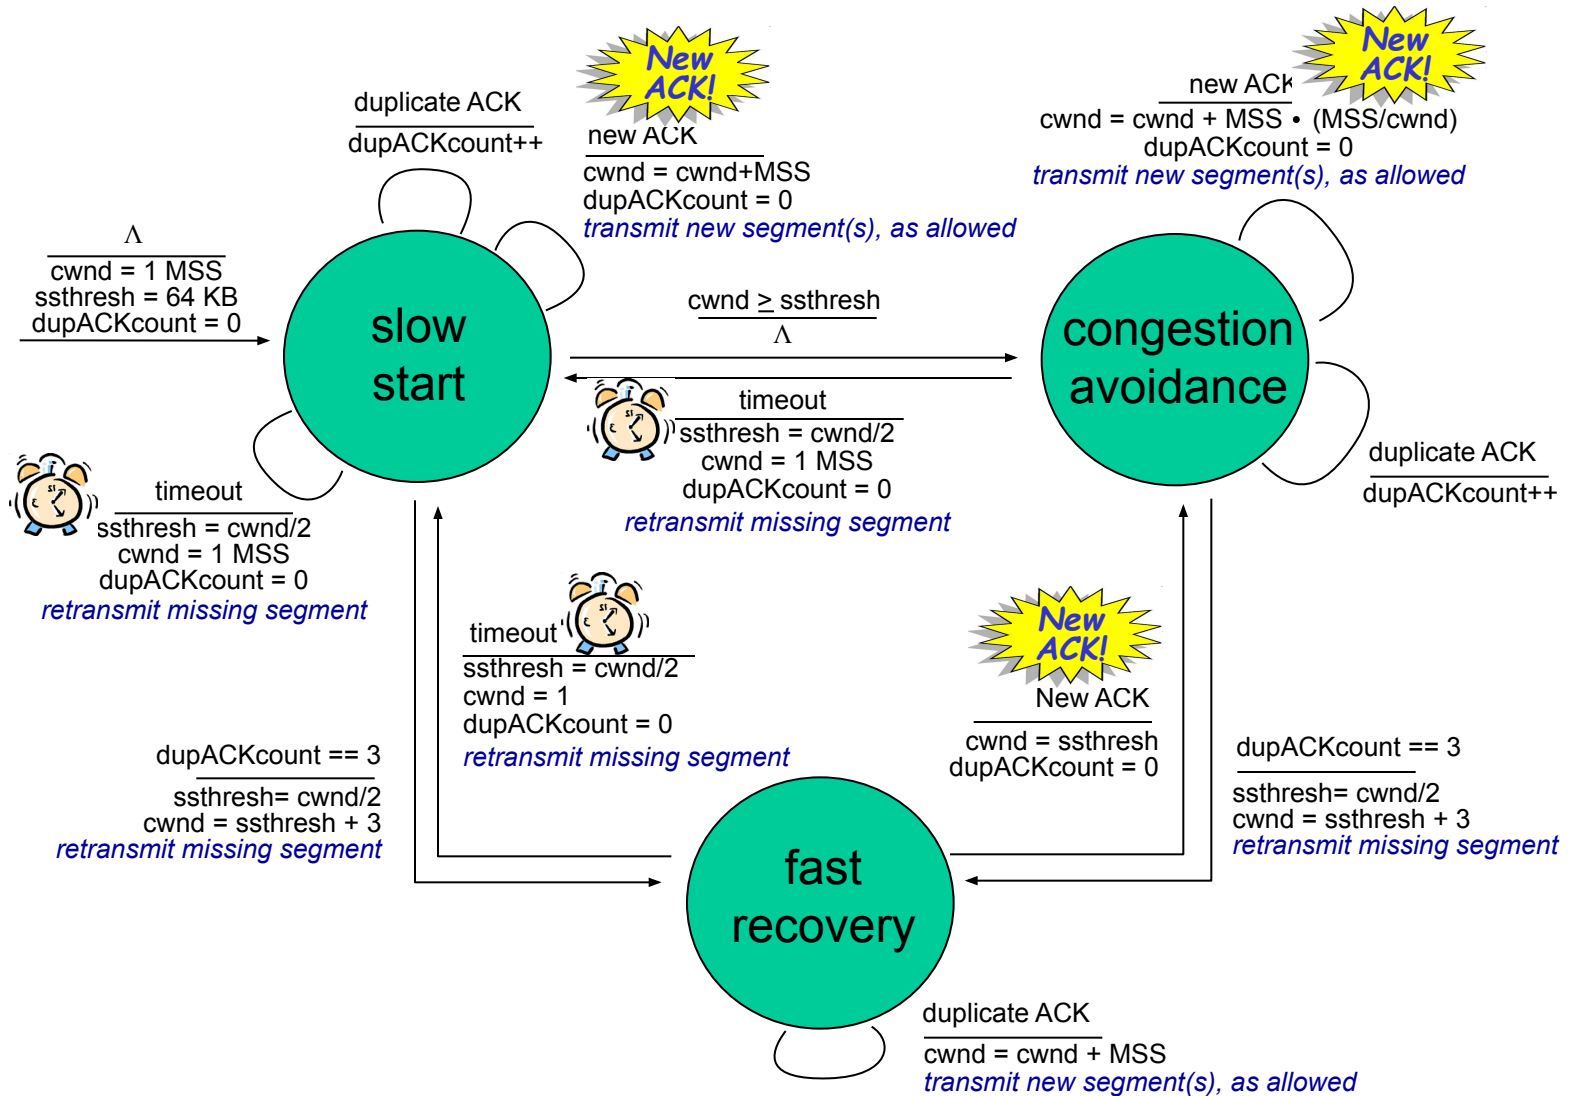 New
ACK!
duplicate ACK
dupACKcount++
new ACK
cwnd = cwnd+MSS
dupACKcount = 0
transmit new segment(s), as allowed
New
ACK!
new ACK
cwnd = cwnd + MSS • (MSS/cwnd)
dupACKcount = 0
transmit new segment(s), as allowed
Λ
cwnd = 1 MSS
ssthresh = 64 KB
dupACKcount = 0
slow
start
cwnd ≥ ssthresh
Λ
congestion
avoidance
timeout
ssthresh = cwnd/2
cwnd = 1 MSS
dupACKcount = 0
retransmit missing segment
duplicate ACK
dupACKcount++
timeout
ssthresh = cwnd/2
cwnd = 1 MSS
dupACKcount = 0
retransmit missing segment
timeout
ssthresh = cwnd/2
cwnd = 1
dupACKcount = 0
retransmit missing segment
New
ACK!
New ACK
cwnd = ssthresh
dupACKcount = 0
dupACKcount == 3
ssthresh= cwnd/2
cwnd = ssthresh + 3
retransmit missing segment
dupACKcount == 3
ssthresh= cwnd/2
cwnd = ssthresh + 3
retransmit missing segment
fast
recovery
duplicate ACK
cwnd = cwnd + MSS
transmit new segment(s), as allowed